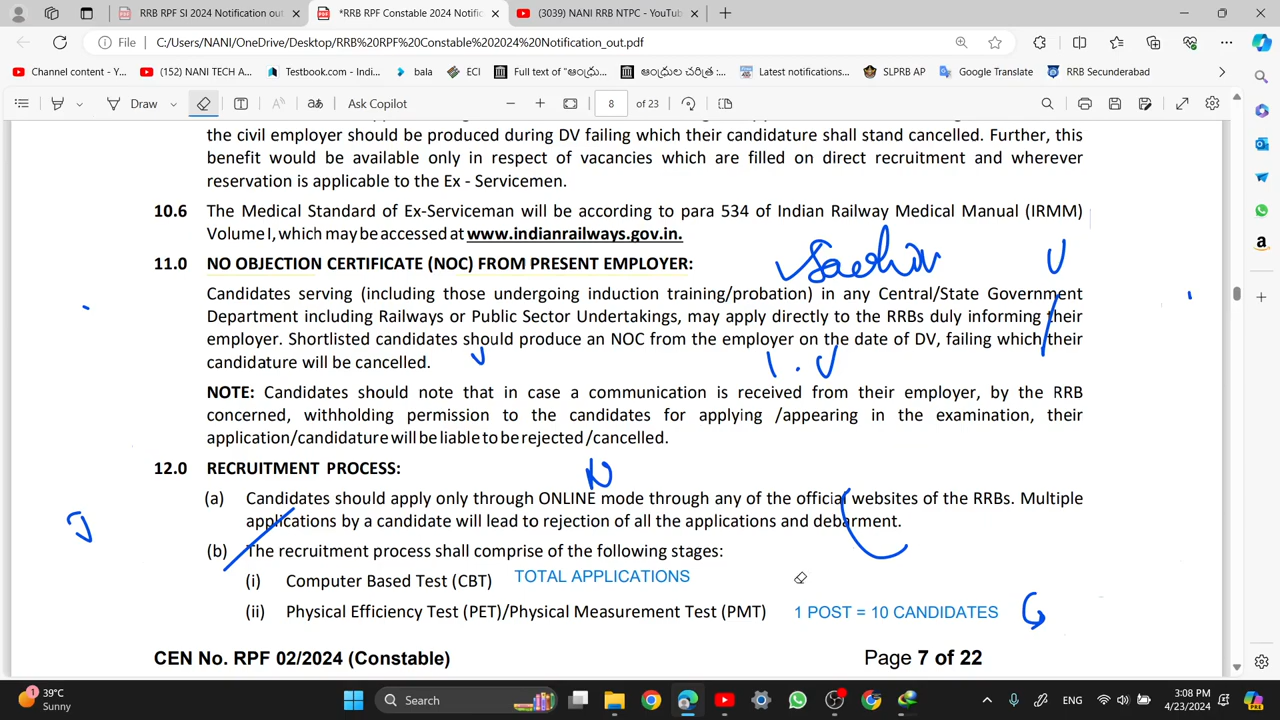 RRB RPF SI 2024 Notification out
*RRB RPF Constable 2024 Notific
(3039) NANI RRB NTPC - YouTube
File
C:/Users/NANI/OneDrive/Desktop/RRB%20RPF%20Constable%202024%20Notification_out.pdf
Channel content - Y...
(152) NANI TECH A...
Testbook.com - Indi...
bala
ECI
Full text of "ఆంధ్రు...
ఆంధ్రుల చరిత్ర :...
Latest notifications...
SLPRB AP
Google Translate
RRB Secunderabad
Draw
Ask Copilot
8 of 23
the civil employer should be produced during DV failing which their candidature shall stand cancelled. Further, this
benefit would be available only in respect of vacancies which are filled on direct recruitment and wherever
reservation is applicable to the Ex - Servicemen.
10.6 The Medical Standard of Ex-Serviceman will be according to para 534 of Indian Railway Medical Manual (IRMM)
Volume I, which may be accessed at www.indianrailways.gov.in.
11.0 NO OBJECTION CERTIFICATE (NOC) FROM PRESENT EMPLOYER:
Candidates serving (including those undergoing induction training/probation) in any Central/State Government
Department including Railways or Public Sector Undertakings, may apply directly to the RRBs duly informing their
employer. Shortlisted candidates should produce an NOC from the employer on the date of DV, failing which their
candidature will be cancelled.
NOTE: Candidates should note that in case a communication is received from their employer, by the RRB
concerned, withholding permission to the candidates for applying /appearing in the examination, their
application/candidature will be liable to be rejected/cancelled.
12.0 RECRUITMENT PROCESS:
(a) Candidates should apply only through ONLINE mode through any of the official websites of the RRBs. Multiple
applications by a candidate will lead to rejection of all the applications and debarment.
(b) The recruitment process shall comprise of the following stages:
(i) Computer Based Test (CBT) TOTAL APPLICATIONS
(ii) Physical Efficiency Test (PET)/Physical Measurement Test (PMT) 1 POST = 10 CANDIDATES
CEN No. RPF 02/2024 (Constable) Page 7 of 22
1
39°C
Sunny
Search
ENG
3:08 PM
4/23/2024